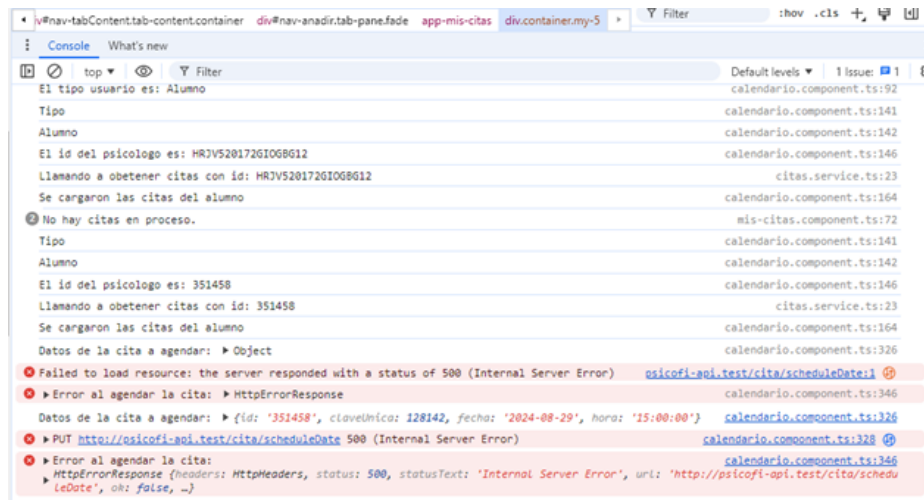 v#nav-tabContent.tab-content.container div#nav-anadir.tab-pane.fade app-mis-citas div.container.my-5 Filter :hov .cls
Console What's new
top Filter Default levels 1 Issue: 1
El tipo usuario es: Alumno calendario.component.ts:92
Tipo calendario.component.ts:141
Alumno calendario.component.ts:142
El id del psicologo es: HRJV520172GIOGBG12 calendario.component.ts:146
Llamando a obetener citas con id: HRJV520172GIOGBG12 citas.service.ts:23
Se cargaron las citas del alumno calendario.component.ts:164
2 No hay citas en proceso. mis-citas.component.ts:72
Tipo calendario.component.ts:141
Alumno calendario.component.ts:142
El id del psicologo es: 351458 calendario.component.ts:146
Llamando a obetener citas con id: 351458 citas.service.ts:23
Se cargaron las citas del alumno calendario.component.ts:164
Datos de la cita a agendar: Object calendario.component.ts:326
Failed to load resource: the server responded with a status of 500 (Internal Server Error) psicofi-api.test/cita/scheduleDate:1
Error al agendar la cita: HttpErrorResponse calendario.component.ts:346
Datos de la cita a agendar: {id: '351458', claveUnica: 128142, fecha: '2024-08-29', hora: '15:00:00'} calendario.component.ts:326
PUT http://psicofi-api.test/cita/scheduleDate 500 (Internal Server Error) calendario.component.ts:328
Error al agendar la cita: calendario.component.ts:346
HttpErrorResponse {headers: HttpHeaders, status: 500, statusText: 'Internal Server Error', url: 'http://psicofi-api.test/cita/schedu
leDate', ok: false, …}